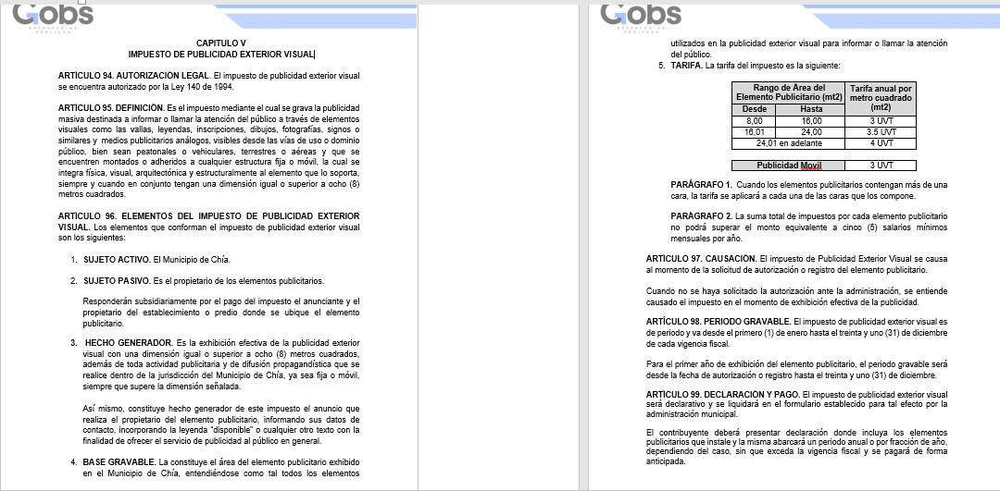 Gobs
ESTRATEGIAS
PÚBLICAS
CAPITULO V
IMPUESTO DE PUBLICIDAD EXTERIOR VISUAL
ARTÍCULO 94. AUTORIZACIÓN LEGAL. El impuesto de publicidad exterior visual
se encuentra autorizado por la Ley 140 de 1994.
ARTÍCULO 95. DEFINICIÓN. Es el impuesto mediante el cual se grava la publicidad
masiva destinada a informar o llamar la atención del público a través de elementos
visuales como las vallas, leyendas, inscripciones, dibujos, fotografías, signos o
similares y medios publicitarios análogos, visibles desde las vías de uso o dominio
público, bien sean peatonales o vehiculares, terrestres o aéreas y que se
encuentren montados o adheridos a cualquier estructura fija o móvil, la cual se
integra física, visual, arquitectónica y estructuralmente al elemento que lo soporta,
siempre y cuando en conjunto tengan una dimensión igual o superior a ocho (8)
metros cuadrados.
ARTÍCULO 96. ELEMENTOS DEL IMPUESTO DE PUBLICIDAD EXTERIOR
VISUAL. Los elementos que conforman el impuesto de publicidad exterior visual
son los siguientes:
1. SUJETO ACTIVO. El Municipio de Chía.
2. SUJETO PASIVO. Es el propietario de los elementos publicitarios.
Responderán subsidiariamente por el pago del impuesto el anunciante y el
propietario del establecimiento o predio donde se ubique el elemento
publicitario.
3. HECHO GENERADOR. Es la exhibición efectiva de la publicidad exterior
visual con una dimensión igual o superior a ocho (8) metros cuadrados,
además de toda actividad publicitaria y de difusión propagandística que se
realice dentro de la jurisdicción del Municipio de Chía, ya sea fija o móvil,
siempre que supere la dimensión señalada.
Así mismo, constituye hecho generador de este impuesto el anuncio que
realiza el propietario del elemento publicitario, informando sus datos de
contacto, incorporando la leyenda “disponible” o cualquier otro texto con la
finalidad de ofrecer el servicio de publicidad al público en general.
4. BASE GRAVABLE. La constituye el área del elemento publicitario exhibido
en el Municipio de Chía, entendiéndose como tal todos los elementos
Gobs
ESTRATEGIAS
PÚBLICAS
utilizados en la publicidad exterior visual para informar o llamar la atención
del público.
5. TARIFA. La tarifa del impuesto es la siguiente:
Rango de Área del Elemento Publicitario (mt2) Tarifa anual por metro cuadrado (mt2)
Desde Hasta
8,00 16,00 3 UVT
16,01 24,00 3.5 UVT
24,01 en adelante 4 UVT
Publicidad Movil 3 UVT
PARÁGRAFO 1. Cuando los elementos publicitarios contengan más de una
cara, la tarifa se aplicará a cada una de las caras que los compone.
PARÁGRAFO 2. La suma total de impuestos por cada elemento publicitario
no podrá superar el monto equivalente a cinco (5) salarios mínimos
mensuales por año.
ARTÍCULO 97. CAUSACIÓN. El impuesto de Publicidad Exterior Visual se causa
al momento de la solicitud de autorización o registro del elemento publicitario.
Cuando no se haya solicitado la autorización ante la administración, se entiende
causado el impuesto en el momento de exhibición efectiva de la publicidad.
ARTÍCULO 98. PERIODO GRAVABLE. El impuesto de publicidad exterior visual es
de periodo y va desde el primero (1) de enero hasta el treinta y uno (31) de diciembre
de cada vigencia fiscal.
Para el primer año de exhibición del elemento publicitario, el periodo gravable será
desde la fecha de autorización o registro hasta el treinta y uno (31) de diciembre.
ARTÍCULO 99. DECLARACIÓN Y PAGO. El impuesto de publicidad exterior visual
será declarativo y se liquidará en el formulario establecido para tal efecto por la
administración municipal.
El contribuyente deberá presentar declaración donde incluya los elementos
publicitarios que instale y la misma abarcará un periodo anual o por fracción de año,
dependiendo del caso, sin que exceda la vigencia fiscal y se pagará de forma
anticipada.